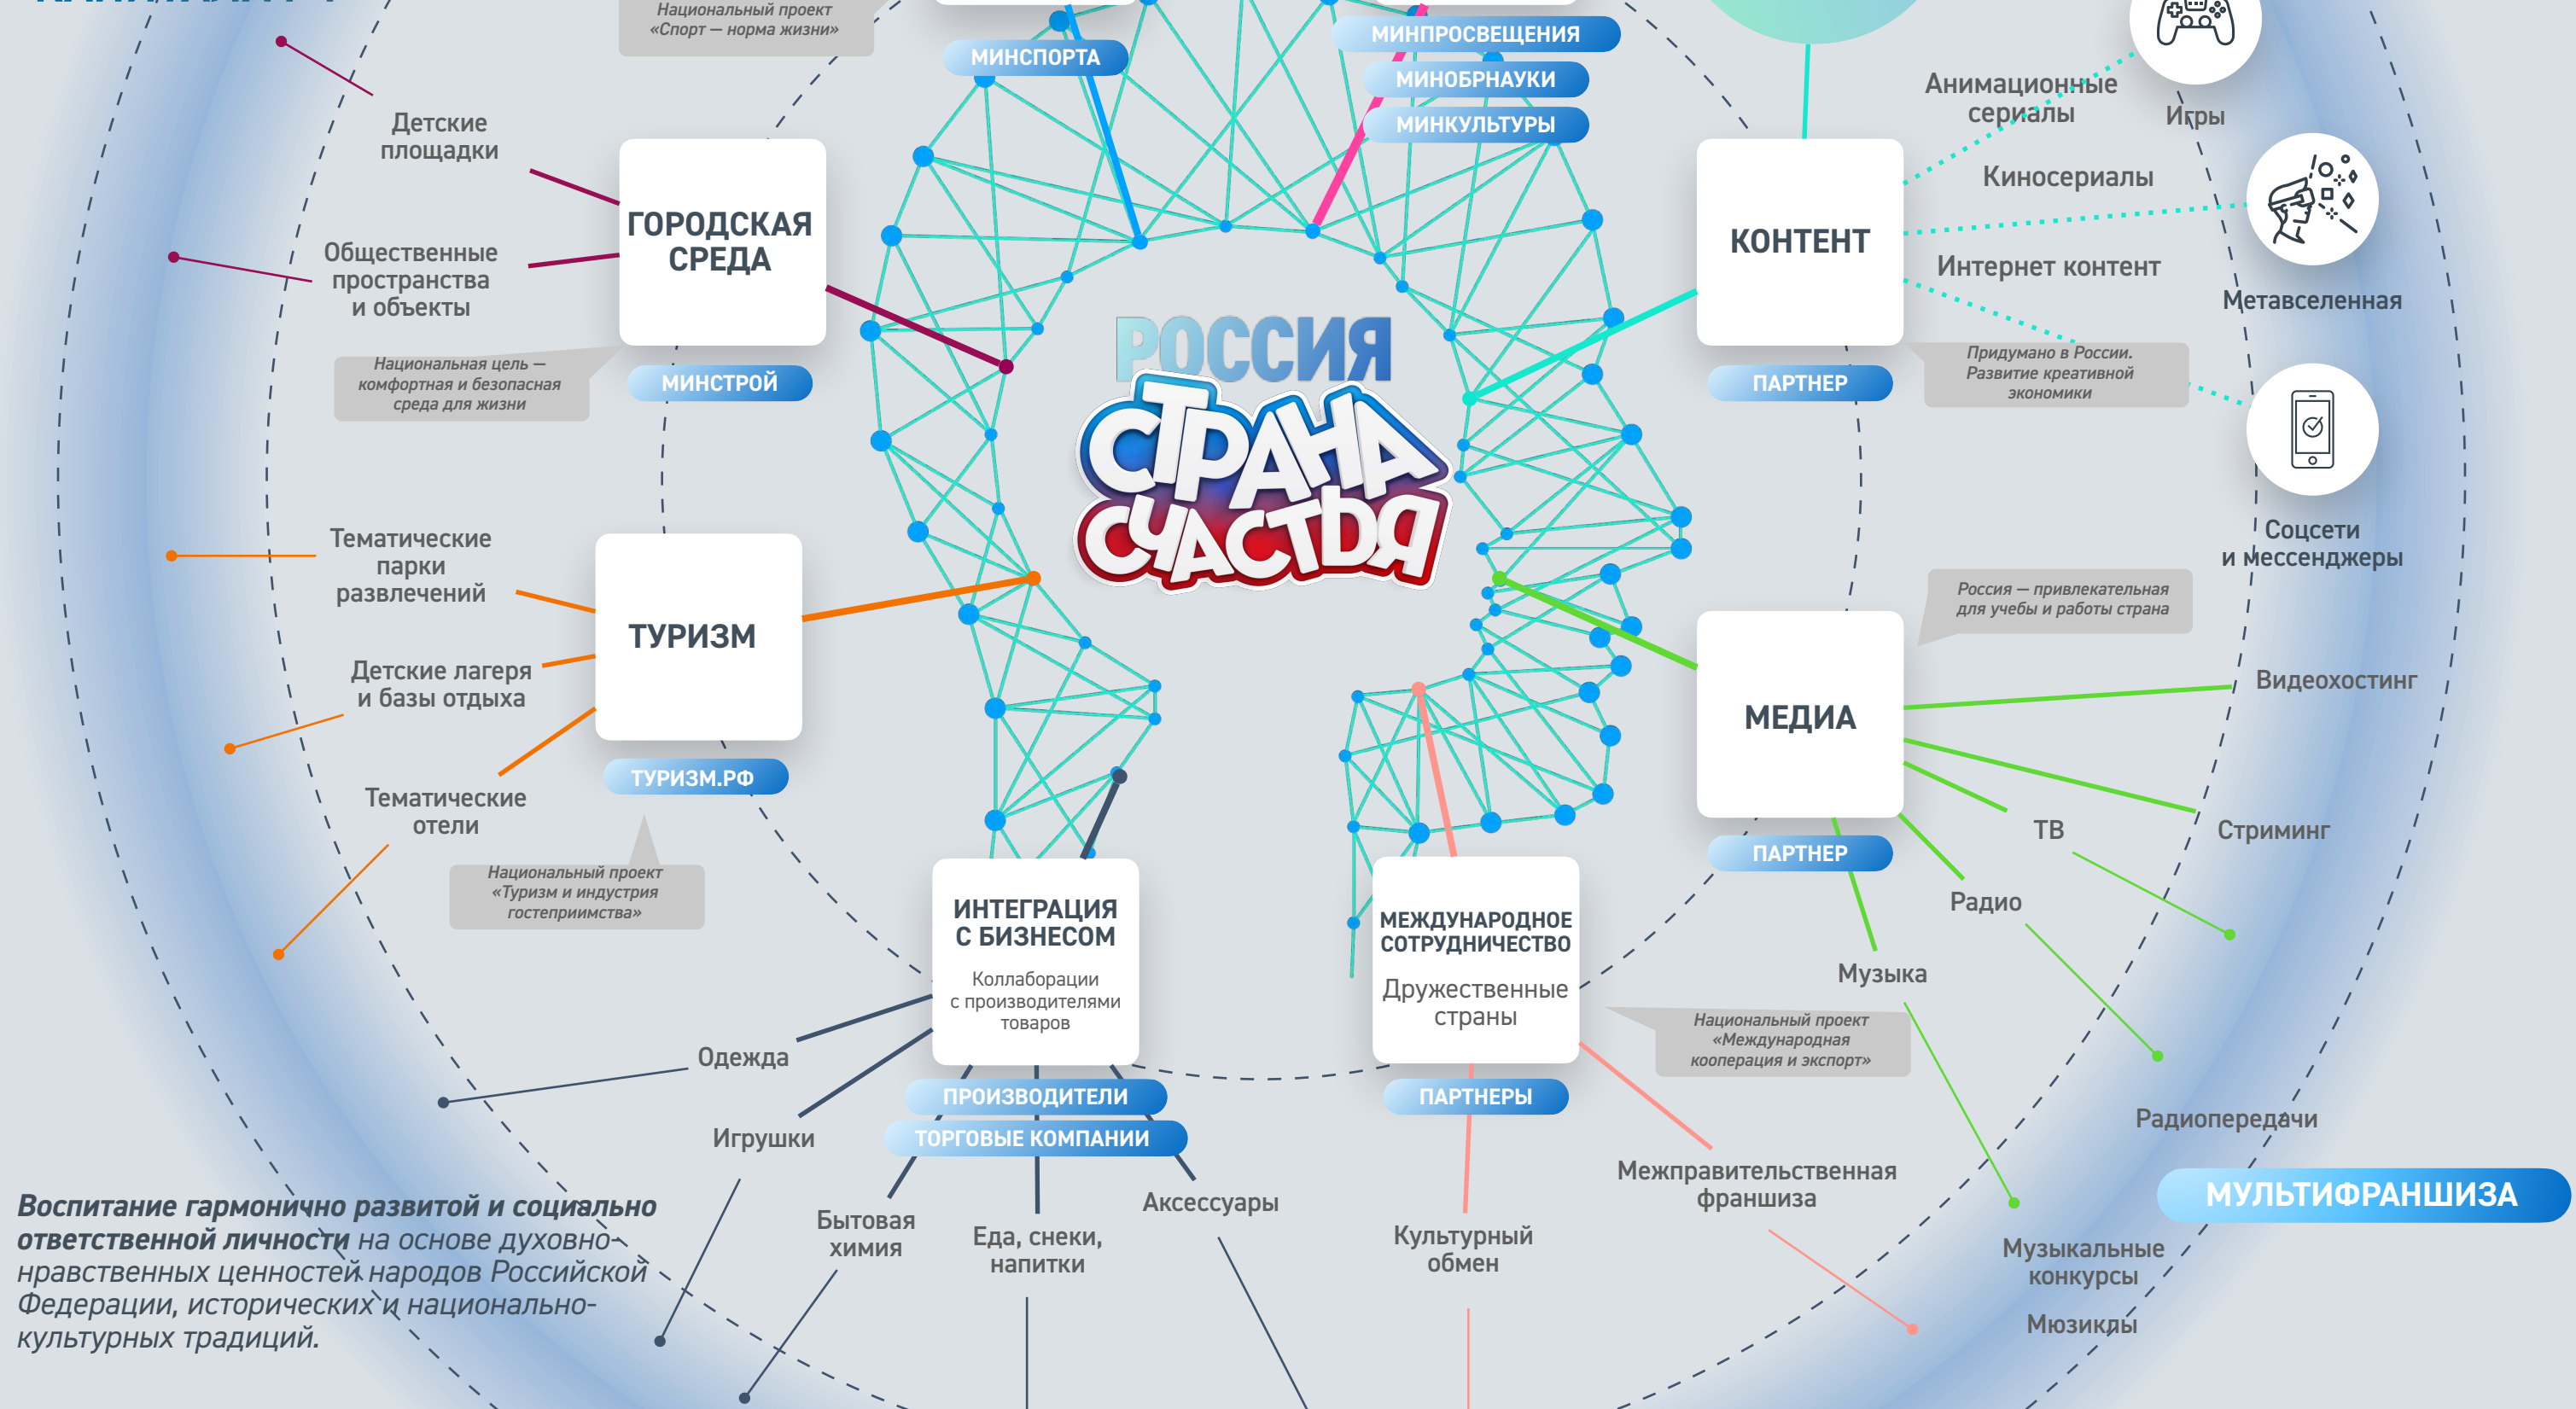 Национальный проект
«Спорт — норма жизни»
МИНСПОРТА
МИНПРОСВЕЩЕНИЯ
МИНОБРНАУКИ
МИНКУЛЬТУРЫ
Детские
площадки
Общественные
пространства
и объекты
ГОРОДСКАЯ
СРЕДА
МИНСТРОЙ
Национальная цель —
комфортная и безопасная
среда для жизни
КОНТЕНТ
ПАРТНЕР
Анимационные
сериалы
Киносериалы
Интернет контент
Придумано в России.
Развитие креативной
экономики
Игры
Метавселенная
Соцсети
и мессенджеры
РОССИЯ
СТРАНА
СЧАСТЬЯ
Тематические
парки
развлечений
Детские лагеря
и базы отдыха
Тематические
отели
ТУРИЗМ
ТУРИЗМ.РФ
Национальный проект
«Туризм и индустрия
гостеприимства»
Россия — привлекательная
для учебы и работы страна
МЕДИА
ПАРТНЕР
Видеохостинг
Стриминг
ТВ
Радио
Музыка
ИНТЕГРАЦИЯ
С БИЗНЕСОМ
Коллаборации
с производителями
товаров
ПРОИЗВОДИТЕЛИ
ТОРГОВЫЕ КОМПАНИИ
МЕЖДУНАРОДНОЕ
СОТРУДНИЧЕСТВО
Дружественные
страны
ПАРТНЕРЫ
Национальный проект
«Международная
кооперация и экспорт»
Одежда
Игрушки
Бытовая
химия
Еда, снеки,
напитки
Аксессуары
Культурный
обмен
Межправительственная
франшиза
Радиопередачи
МУЛЬТИФРАНШИЗА
Музыкальные
конкурсы
Мюзиклы
Воспитание гармонично развитой и социально
ответственной личности на основе духовно-
нравственных ценностей народов Российской
Федерации, исторических и национально-
культурных традиций.